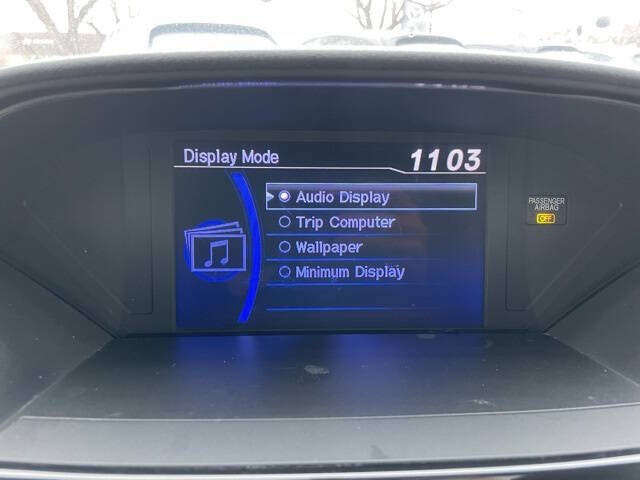 Display Mode
1103
Audio Display
Trip Computer
Wallpaper
Minimum Display
PASSENGER
AIRBAG
OFF